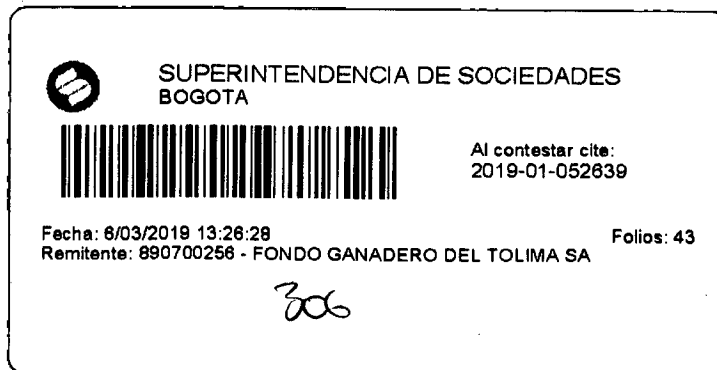 SUPERINTENDENCIA DE SOCIEDADES
BOGOTA
Al contestar cite:
2019-01-052639
Fecha: 6/03/2019 13:26:28
Folios: 43
Remitente: 890700256 - FONDO GANADERO DEL TOLIMA SA
306